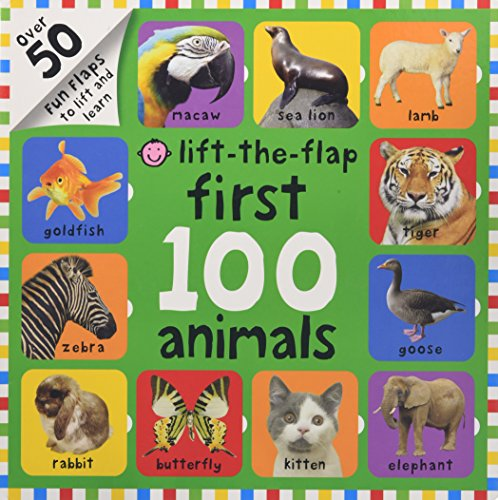 Over
50
Fun Flaps
to lift and
learn
macaw
sea lion
lamb
lift-the-flap
first
100
animals
goldfish
tiger
zebra
goose
rabbit
butterfly
kitten
elephant